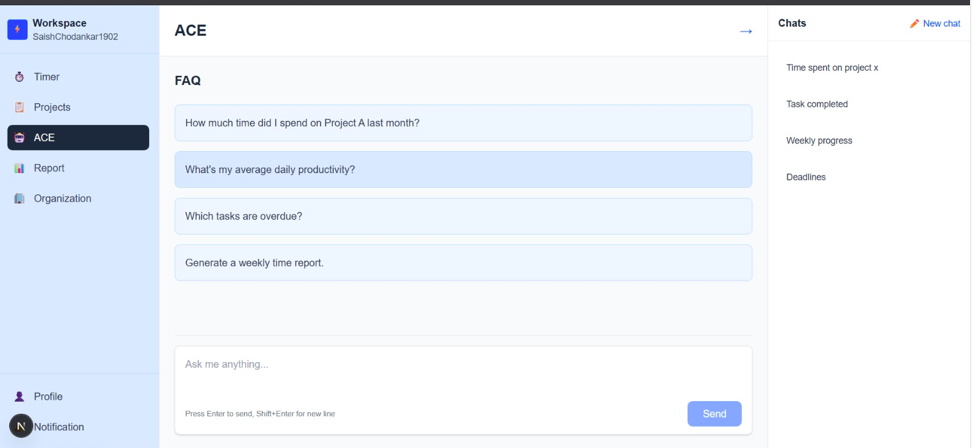 Workspace
SaishChodankar1902
Timer
Projects
ACE
Report
Organization
Profile
N
Notification
ACE
→
FAQ
How much time did I spend on Project A last month?
What's my average daily productivity?
Which tasks are overdue?
Generate a weekly time report.
Ask me anything...
Press Enter to send, Shift+Enter for new line
Send
Chats
New chat
Time spent on project x
Task completed
Weekly progress
Deadlines